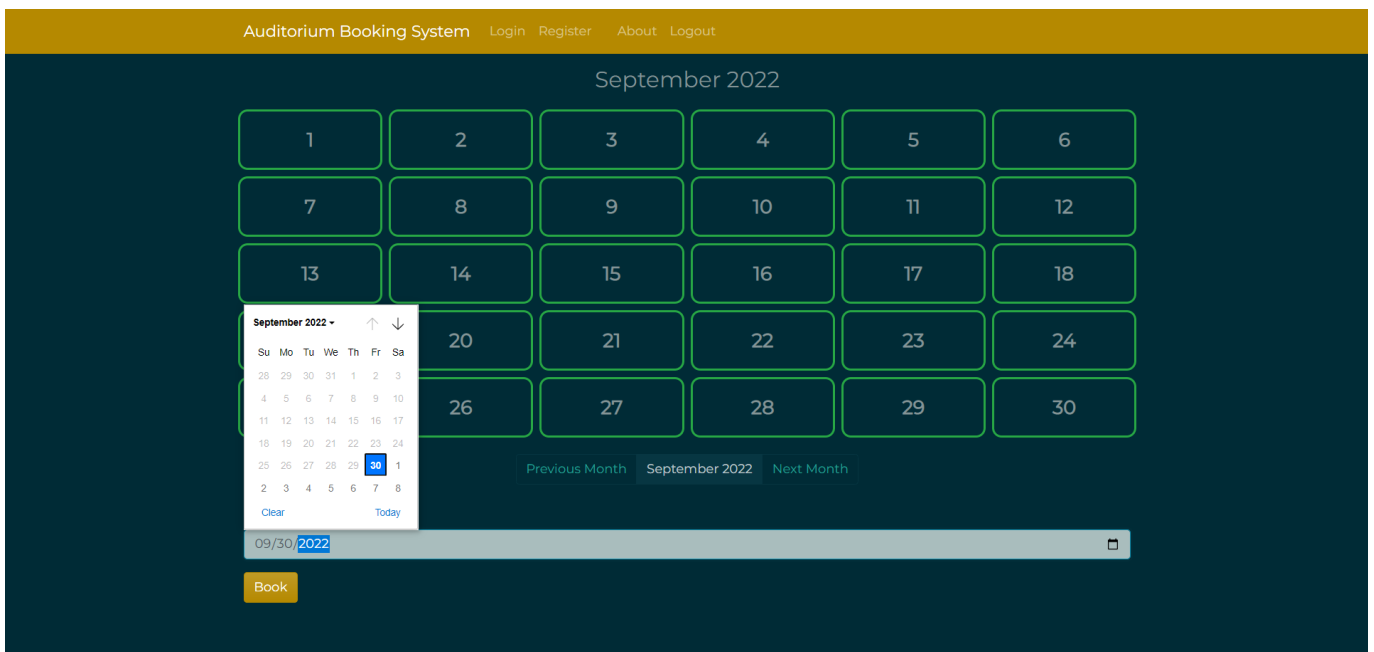 Auditorium Booking System Login Register About Logout
September 2022
1 2 3 4 5 6
7 8 9 10 11 12
13 14 15 16 17 18
20 21 22 23 24
26 27 28 29 30
September 2022
Su Mo Tu We Th Fr Sa
28 29 30 31 1 2 3
4 5 6 7 8 9 10
11 12 13 14 15 16 17
18 19 20 21 22 23 24
25 26 27 28 29 30 1
2 3 4 5 6 7 8
Clear Today
Previous Month September 2022 Next Month
09/30/2022
Book